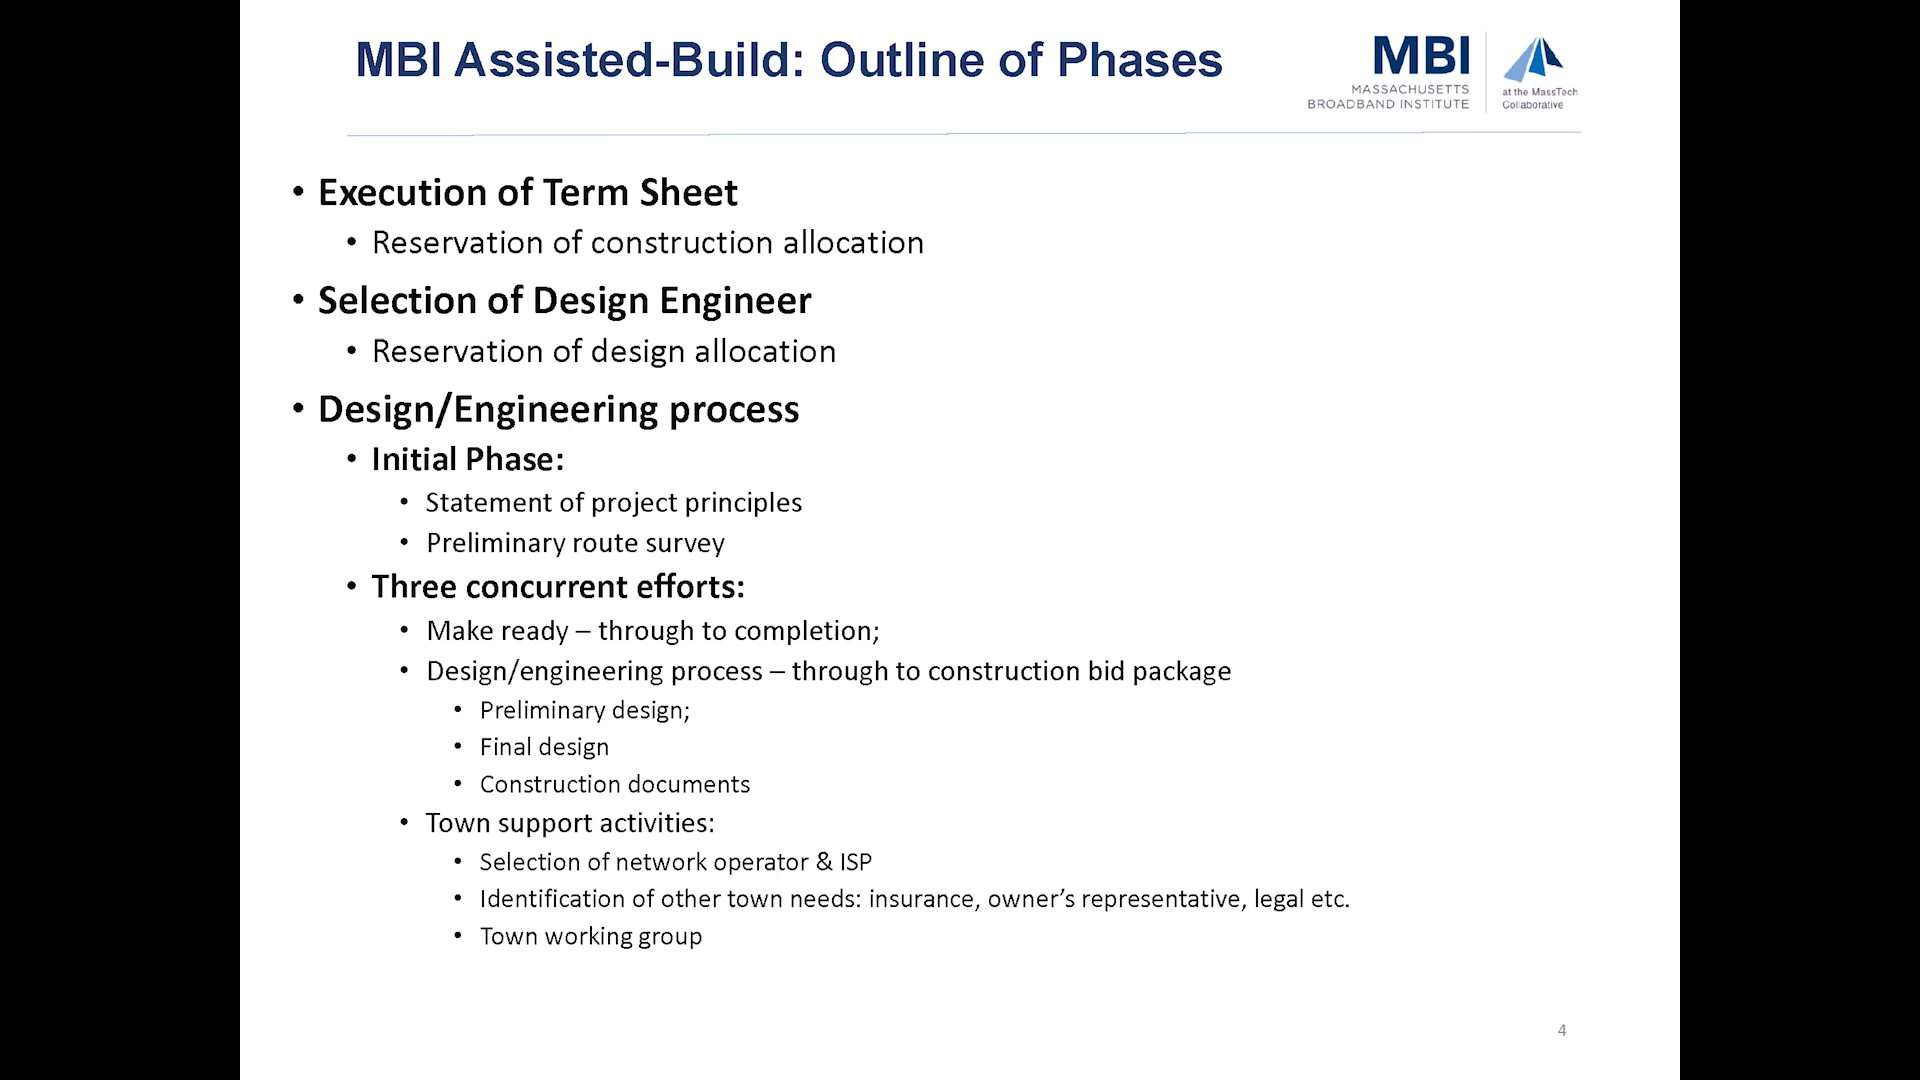 MBI Assisted-Build: Outline of Phases
MBI
MASSACHUSETTS
BROADBAND INSTITUTE
at the MassTech
Collaborative
• Execution of Term Sheet
• Reservation of construction allocation
• Selection of Design Engineer
• Reservation of design allocation
• Design/Engineering process
• Initial Phase:
• Statement of project principles
• Preliminary route survey
• Three concurrent efforts:
• Make ready – through to completion;
• Design/engineering process – through to construction bid package
• Preliminary design;
• Final design
• Construction documents
• Town support activities:
• Selection of network operator & ISP
• Identification of other town needs: insurance, owner’s representative, legal etc.
• Town working group
4